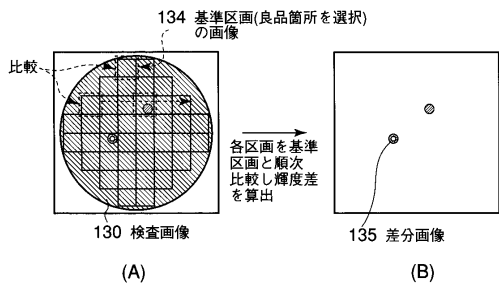 134 基準区画(良品箇所を選択)
の画像
比較
各区画を基準
区画と順次
比較し輝度差
を算出
130 検査画像
135 差分画像
(A)
(B)